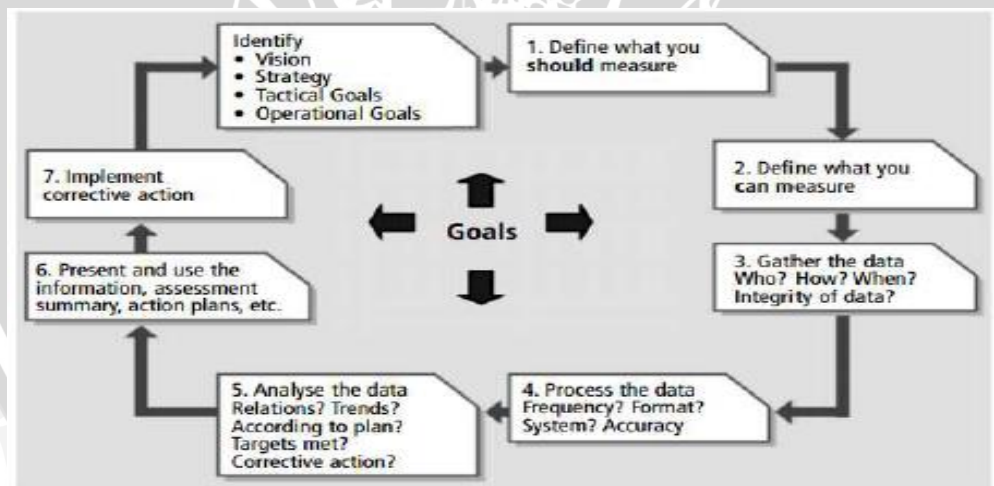 Identify
• Vision
• Strategy
• Tactical Goals
• Operational Goals
1. Define what you
should measure
2. Define what you
can measure
3. Gather the data
Who? How? When?
Integrity of data?
4. Process the data
Frequency? Format?
System? Accuracy
5. Analyse the data
Relations? Trends?
According to plan?
Targets met?
Corrective action?
6. Present and use the
information, assessment
summary, action plans, etc.
7. Implement
corrective action
Goals